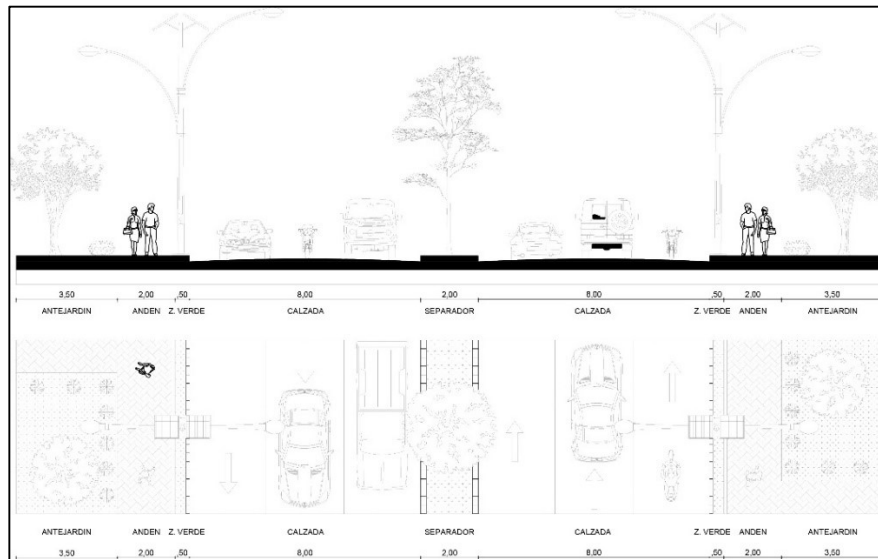 3,50 2,00 ,50 8,00 2,00 8,00 ,50 2,00 3,50
ANTEJARDIN ANDEN Z. VERDE CALZADA SEPARADOR CALZADA Z. VERDE ANDEN ANTEJARDIN
ANTEJARDIN ANDEN Z. VERDE CALZADA SEPARADOR CALZADA Z. VERDE ANDEN ANTEJARDIN
3,50 2,00 ,50 8,00 2,00 8,00 ,50 2,00 3,50